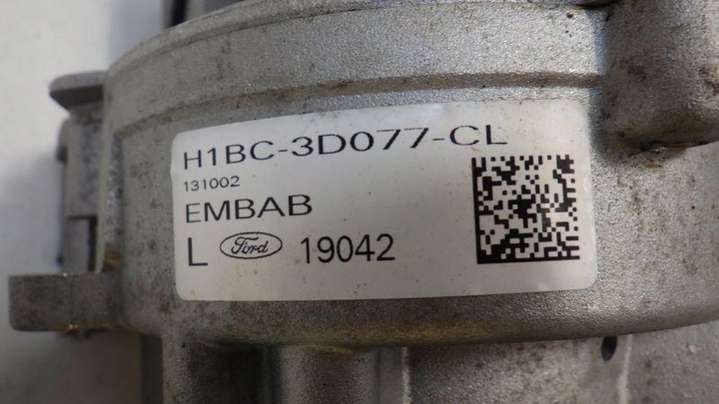 H1BC-3D077-CL
131002
EMBAB
L Ford 19042